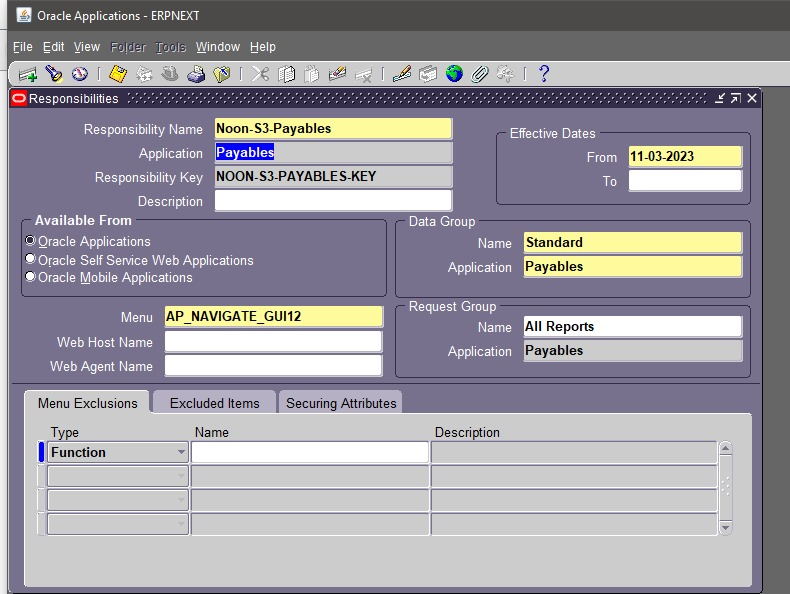 Oracle Applications - ERPNEXT
File Edit View Folder Tools Window Help
?
Responsibilities
Responsibility Name Noon-S3-Payables
Application Payables
Responsibility Key NOON-S3-PAYABLES-KEY
Description
Effective Dates
From 11-03-2023
To
Available From
Oracle Applications
Oracle Self Service Web Applications
Oracle Mobile Applications
Data Group
Name Standard
Application Payables
Menu AP_NAVIGATE_GUI12
Web Host Name
Web Agent Name
Request Group
Name All Reports
Application Payables
Menu Exclusions Excluded Items Securing Attributes
Type Name Description
Function